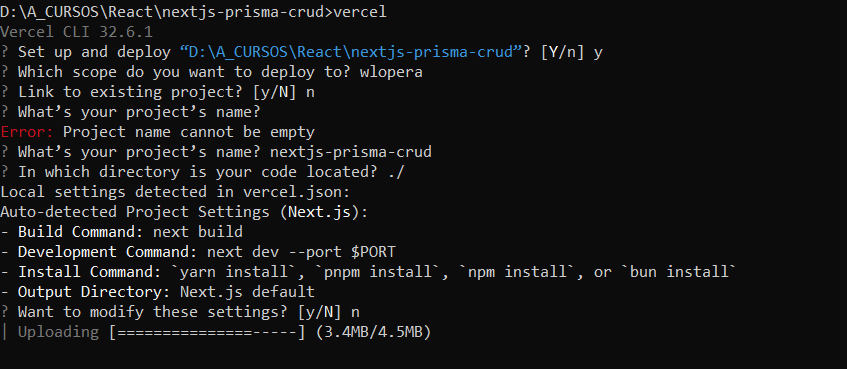 D:\A_CURSOS\React\nextjs-prisma-crud>vercel
Vercel CLI 32.6.1
? Set up and deploy “D:\A_CURSOS\React\nextjs-prisma-crud”? [Y/n] y
? Which scope do you want to deploy to? wlopera
? Link to existing project? [y/N] n
? What’s your project’s name?
Error: Project name cannot be empty
? What’s your project’s name? nextjs-prisma-crud
? In which directory is your code located? ./
Local settings detected in vercel.json:
Auto-detected Project Settings (Next.js):
- Build Command: next build
- Development Command: next dev --port $PORT
- Install Command: `yarn install`, `pnpm install`, `npm install`, or `bun install`
- Output Directory: Next.js default
? Want to modify these settings? [y/N] n
| Uploading [===============-----] (3.4MB/4.5MB)